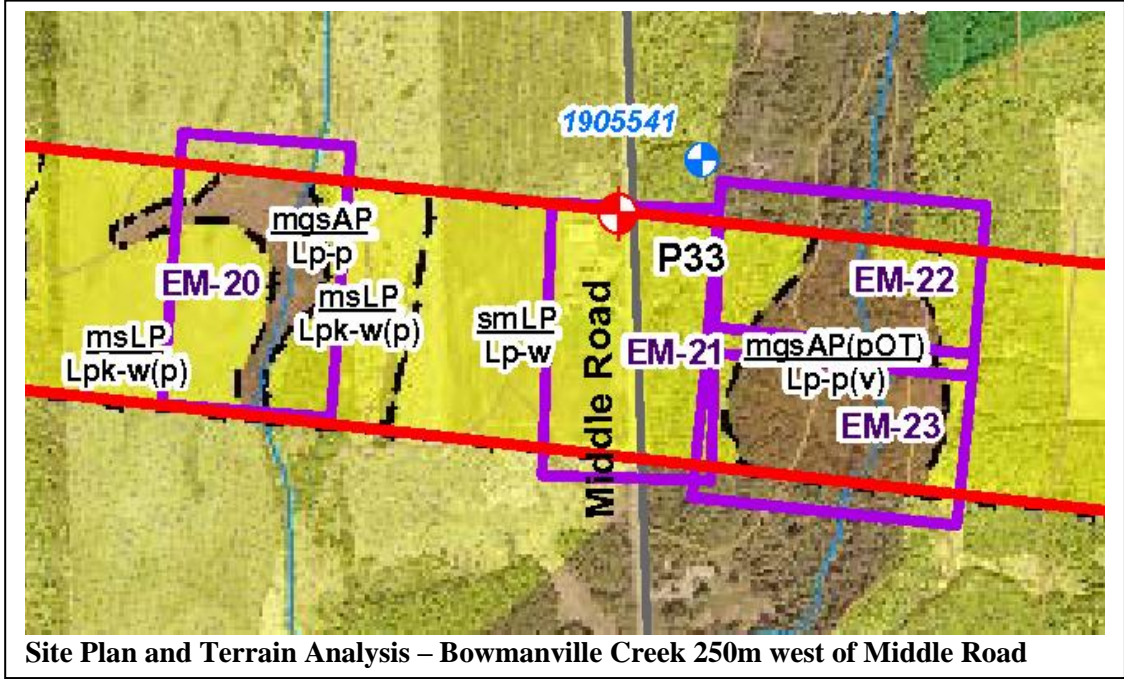 1905541
mgsAP
Lp-p
P33
EM-20
EM-22
msLP
Lpk-w(p)
smLP
Lp-w
msLP
Lpk-w(p)
EM-21
mgsAP(pOT)
Lp-p(v)
Middle Road
EM-23
Site Plan and Terrain Analysis – Bowmanville Creek 250m west of Middle Road